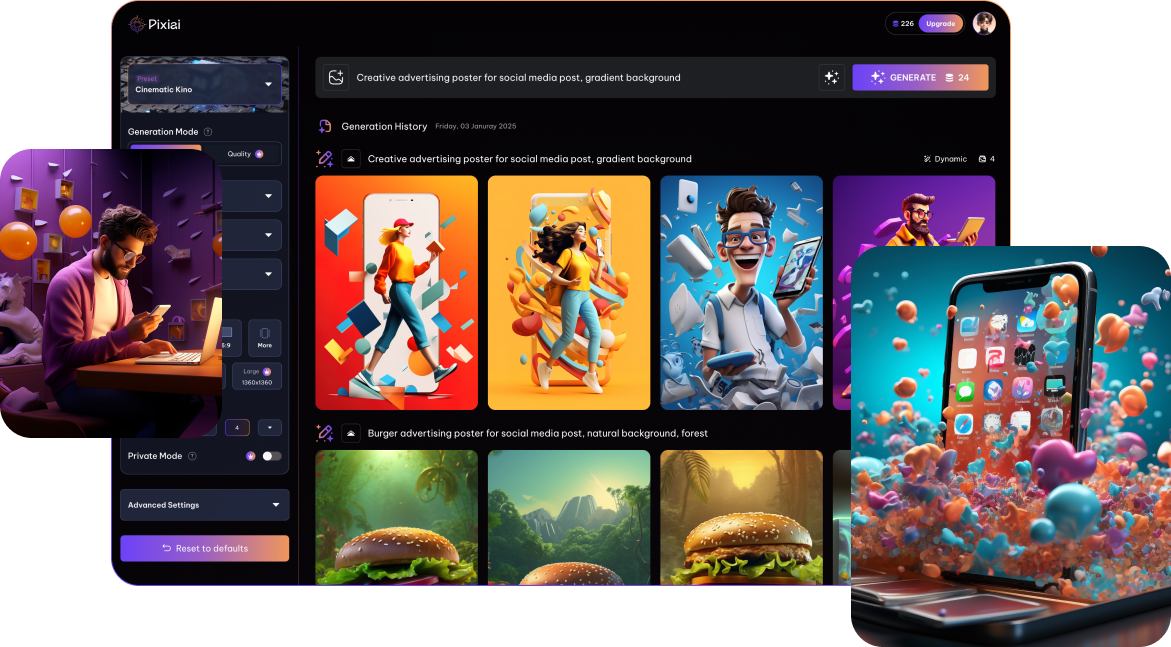 Pixiai
226
Upgrade
Preset
Cinematic Kino
Creative advertising poster for social media post, gradient background
GENERATE 24
Generation History Friday, 03 Januray 2025
Generation Mode
Quality
Creative advertising poster for social media post, gradient background
Dynamic 4
More
Large
1360x1360
4
Burger advertising poster for social media post, natural background, forest
Private Mode
Advanced Settings
Reset to defaults